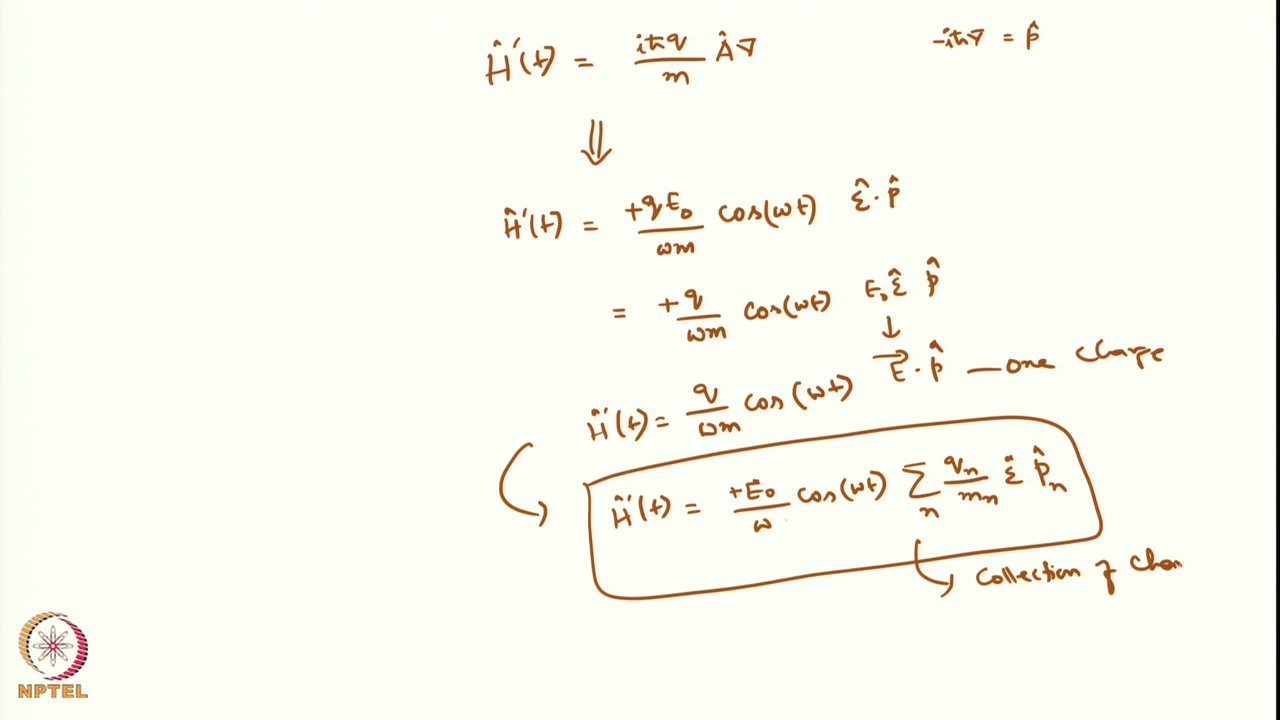 Ĥ'(t) = iħq/m Â∇    -iħ∇ = p̂
⇓
Ĥ'(t) = +qE₀/ωm cos(ωt) ε̂·p̂
= +q/ωm cos(ωt) E₀ε̂ p̂
↓
Ĥ'(t) = q/ωm cos(ωt) E⃗·p̂ — one charge
Ĥ'(t) = +E₀/ω cos(ωt) Σₙ qₙ/mₙ ε̂ p̂ₙ
↳ Collection of Char
NPTEL